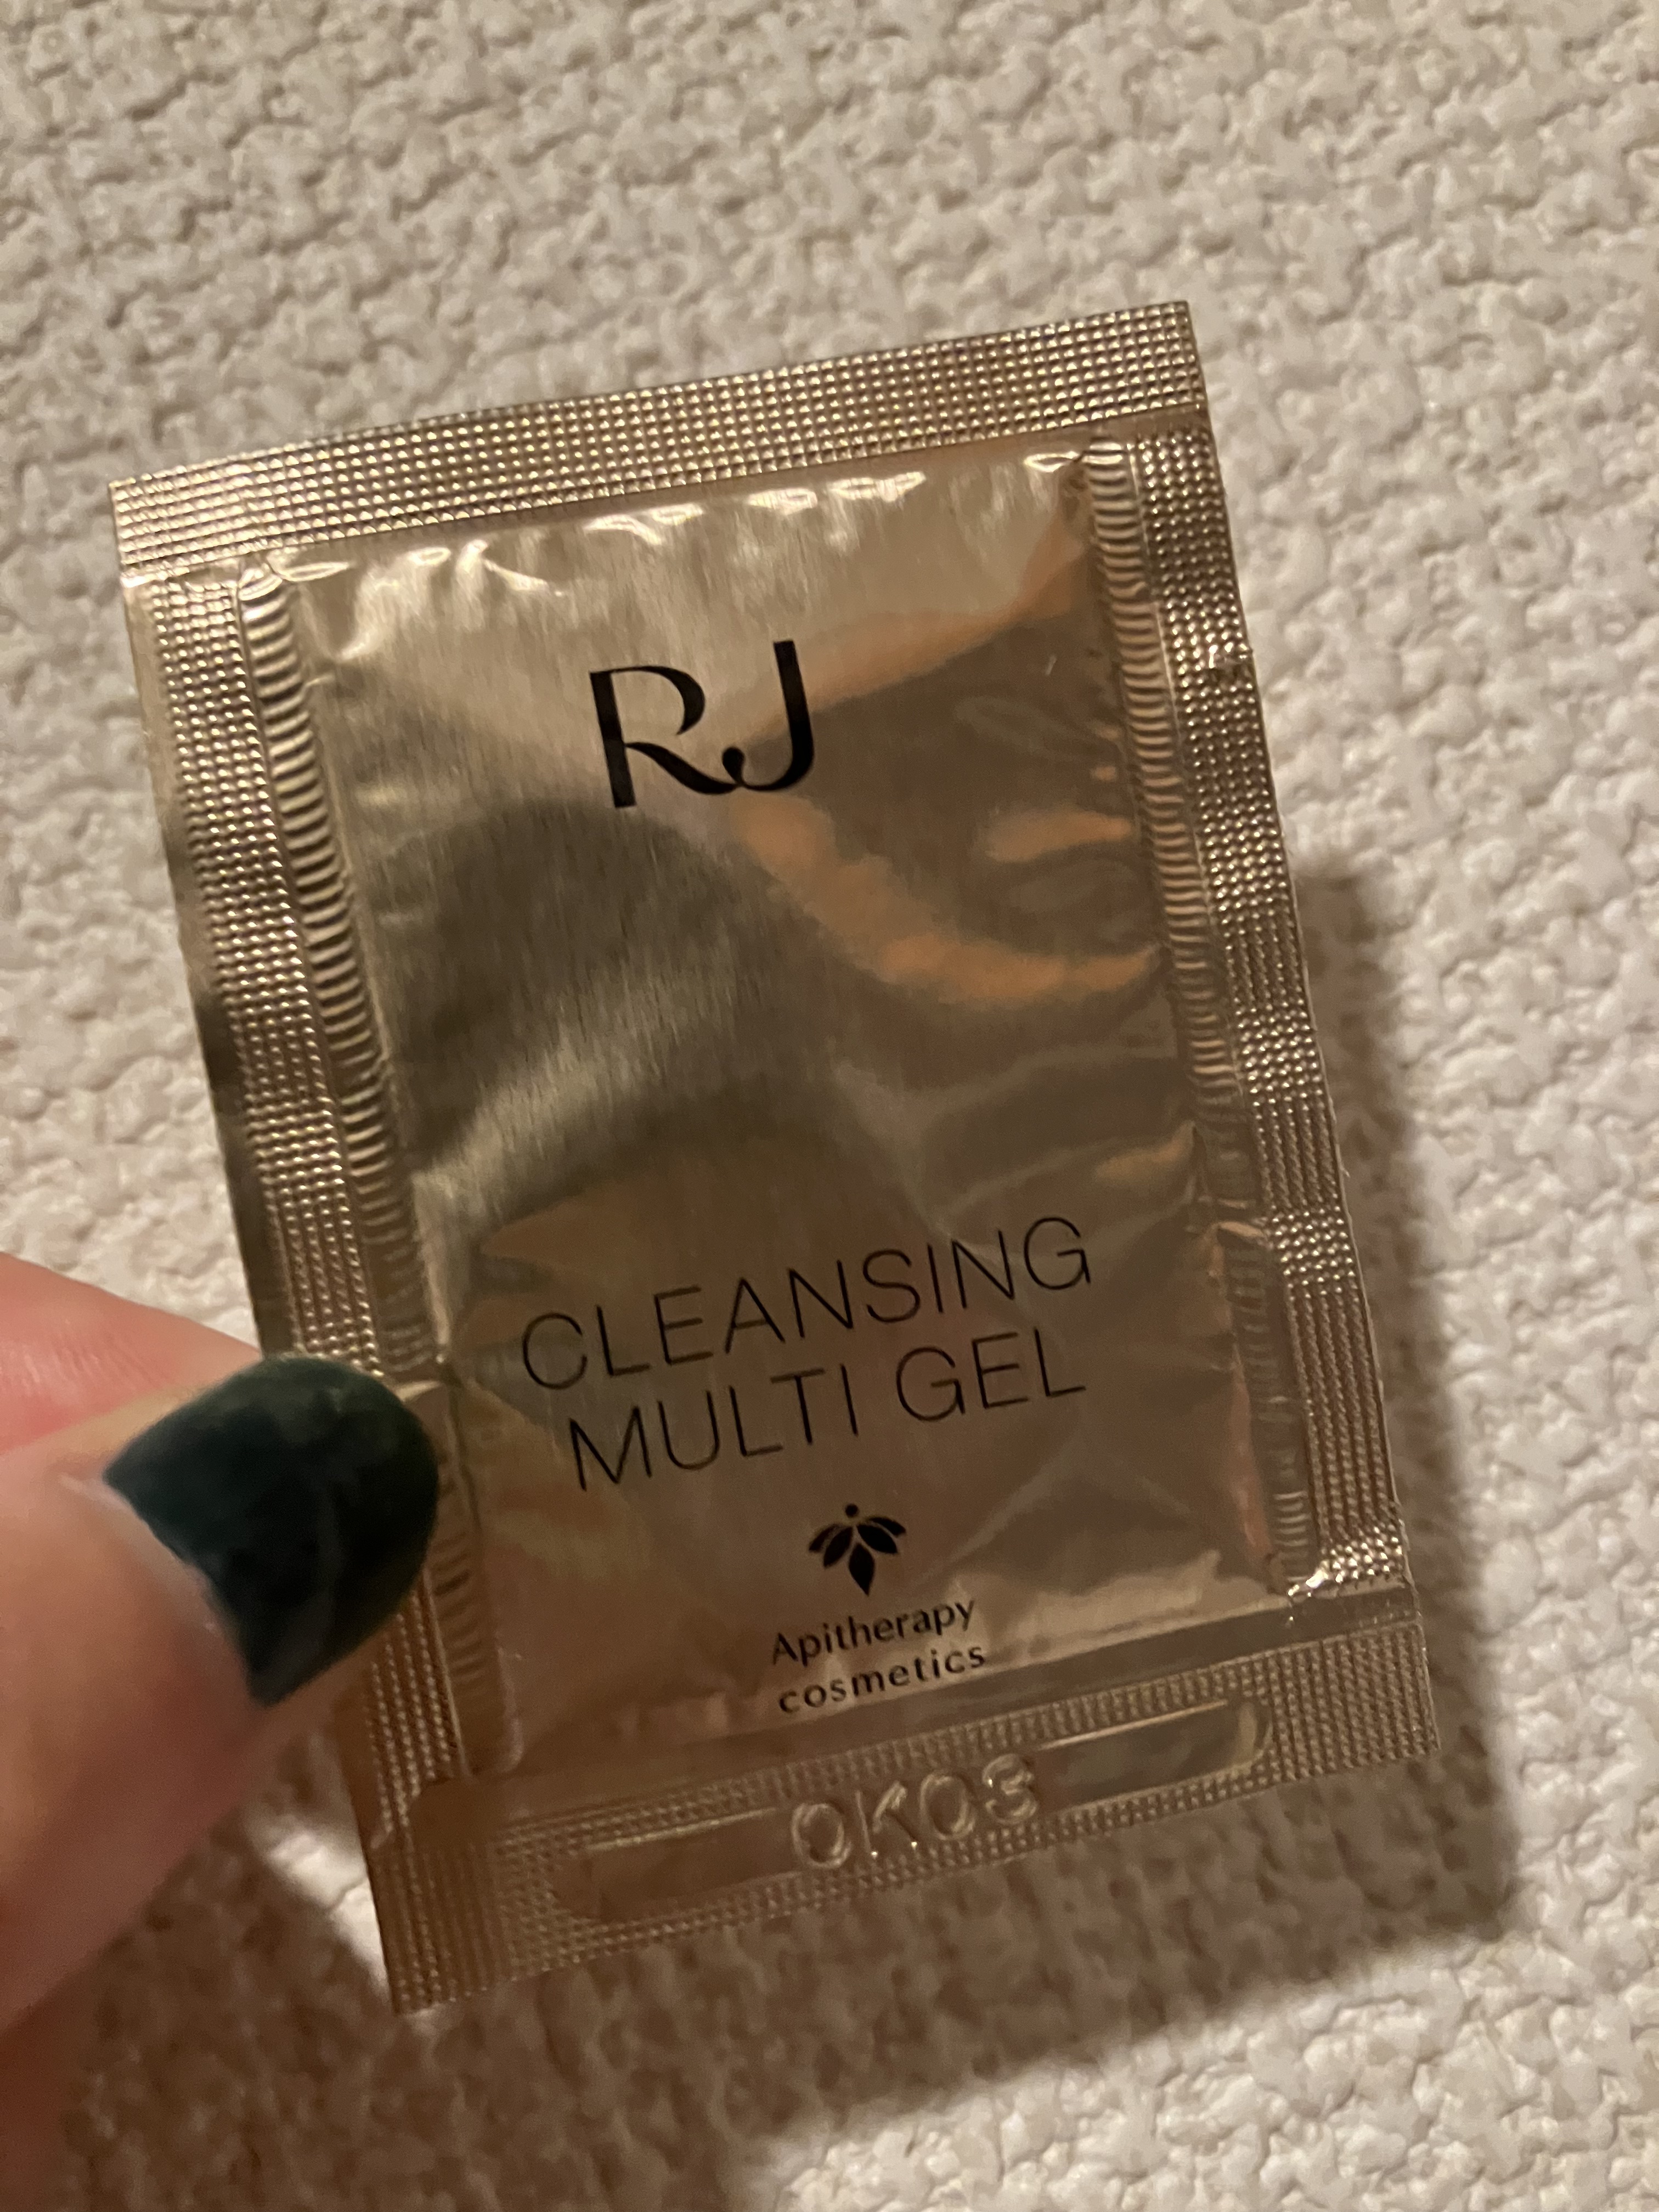 RJ
CLEANSING
MULTI GEL
Apitherapy
cosmetics
0K03